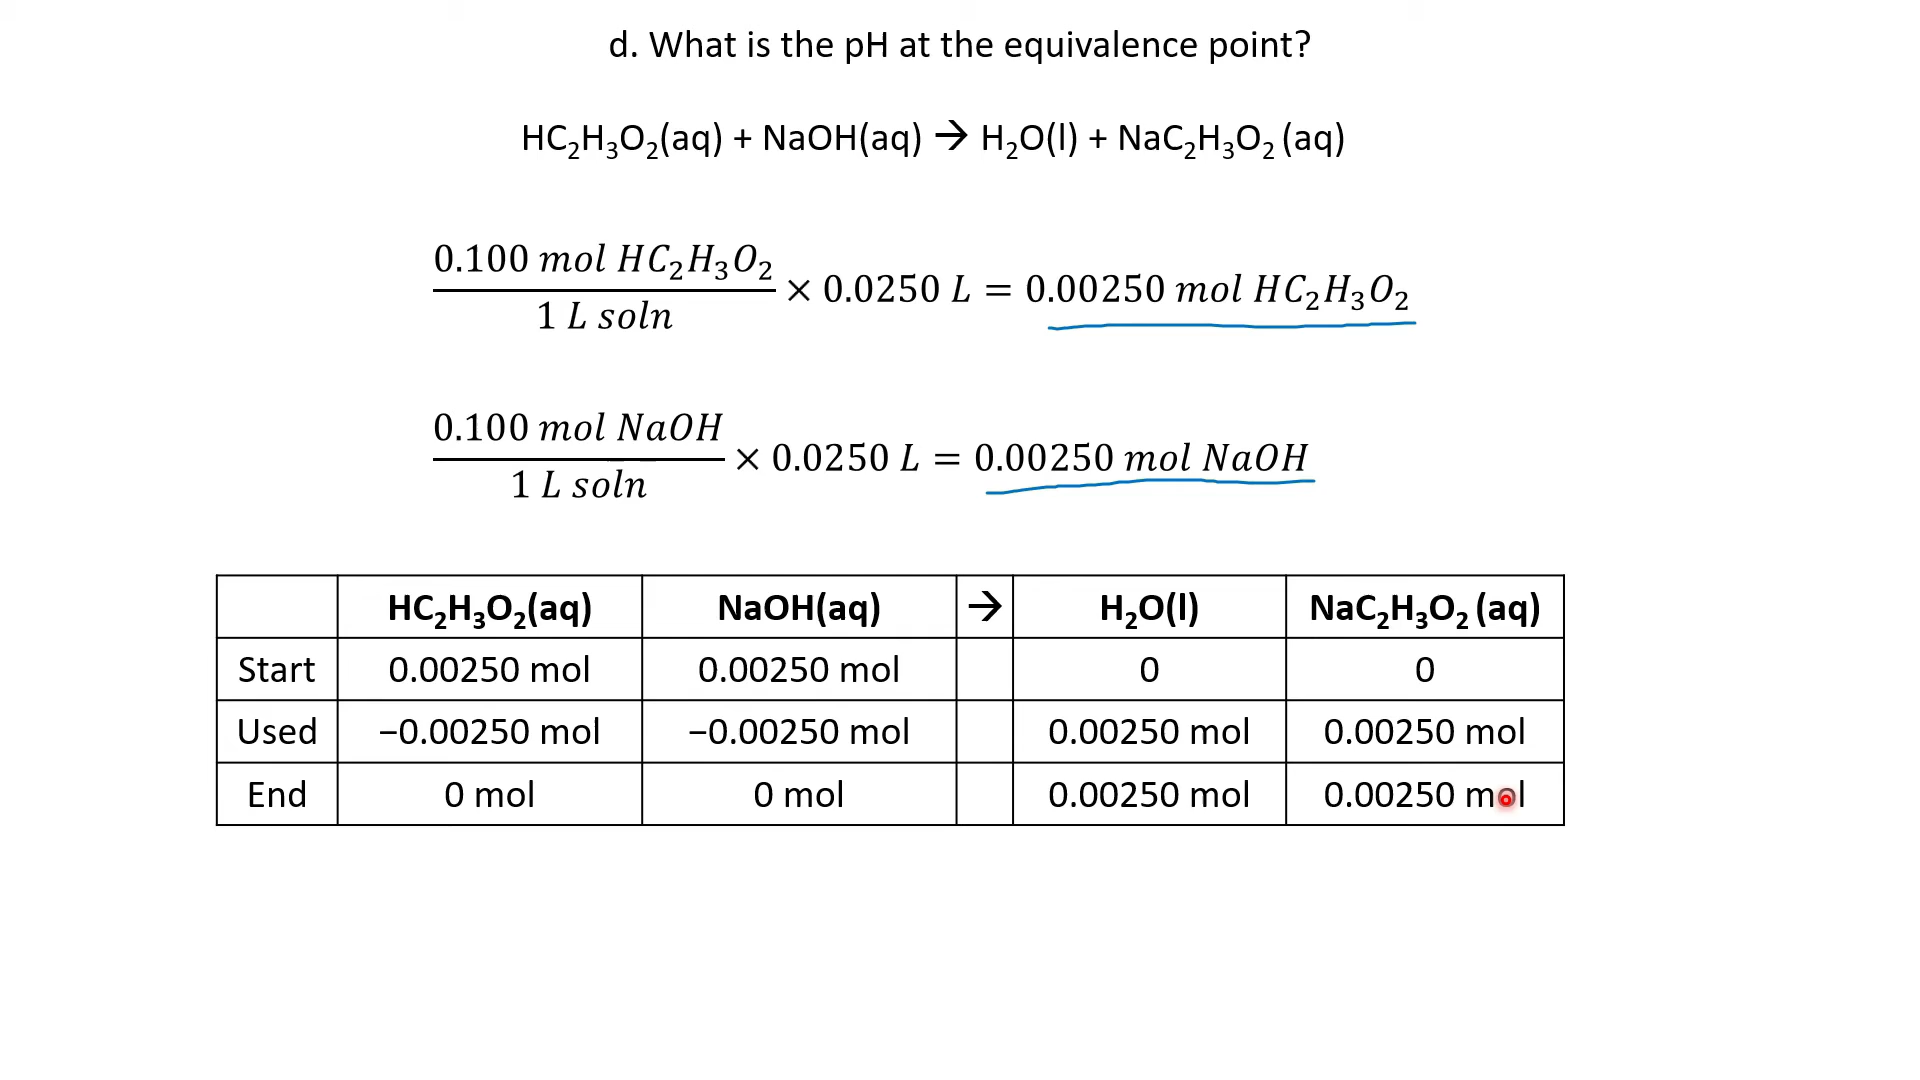 d. What is the pH at the equivalence point?
HC₂H₃O₂(aq) + NaOH(aq) → H₂O(l) + NaC₂H₃O₂ (aq)
0.100 mol HC₂H₃O₂
1 L soln
× 0.0250 L = 0.00250 mol HC₂H₃O₂
0.100 mol NaOH
1 L soln
× 0.0250 L = 0.00250 mol NaOH
HC₂H₃O₂(aq) NaOH(aq) → H₂O(l) NaC₂H₃O₂ (aq)
Start 0.00250 mol 0.00250 mol 0 0
Used −0.00250 mol −0.00250 mol 0.00250 mol 0.00250 mol
End 0 mol 0 mol 0.00250 mol 0.00250 mol